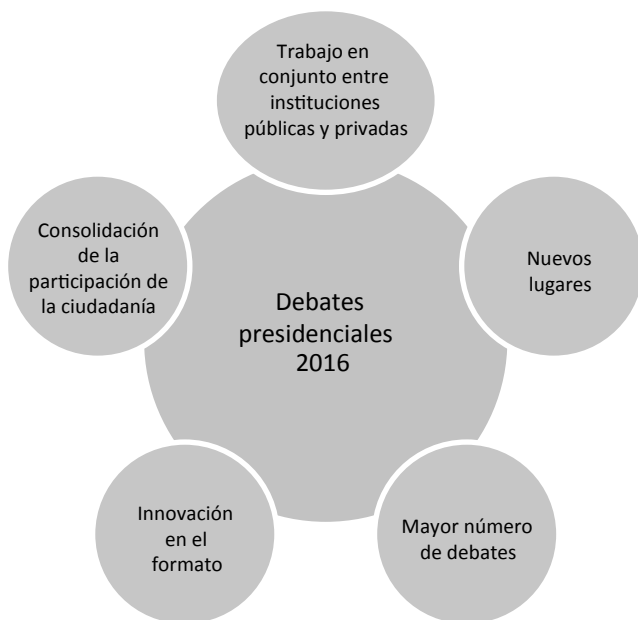 Trabajo en
conjunto entre
instituciones
públicas y privadas
Consolidación
de la
participación de
la ciudadanía
Nuevos
lugares
Debates
presidenciales
2016
Innovación
en el
formato
Mayor número
de debates